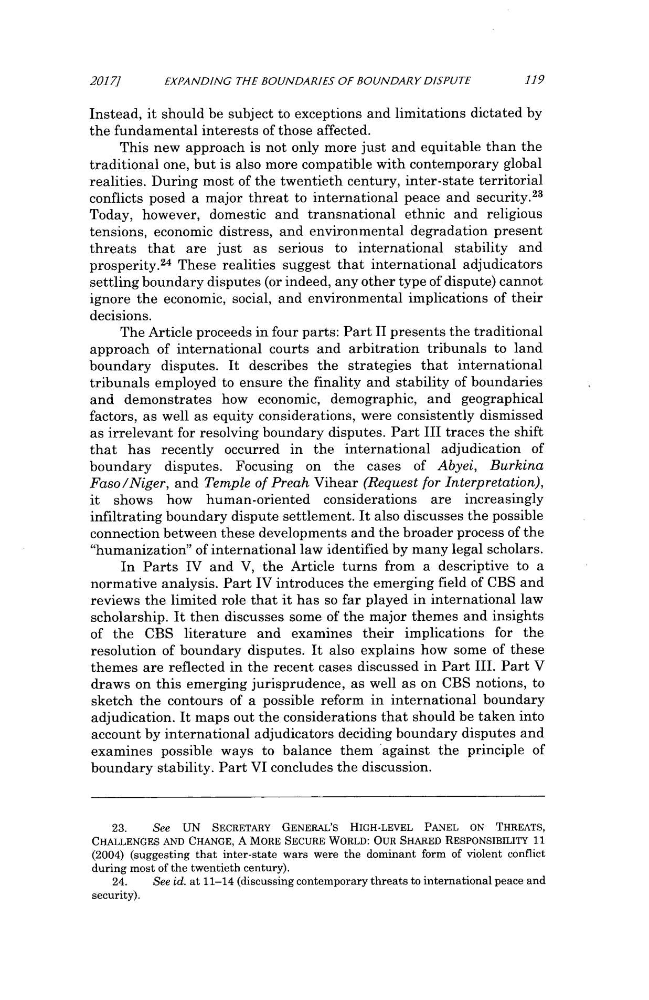 2017] EXPANDING THE BOUNDARIES OF BOUNDARY DISPUTE 119
Instead, it should be subject to exceptions and limitations dictated by
the fundamental interests of those affected.
This new approach is not only more just and equitable than the
traditional one, but is also more compatible with contemporary global
realities. During most of the twentieth century, inter-state territorial
conflicts posed a major threat to international peace and security.23
Today, however, domestic and transnational ethnic and religious
tensions, economic distress, and environmental degradation present
threats that are just as serious to international stability and
prosperity.24 These realities suggest that international adjudicators
settling boundary disputes (or indeed, any other type of dispute) cannot
ignore the economic, social, and environmental implications of their
decisions.
The Article proceeds in four parts: Part II presents the traditional
approach of international courts and arbitration tribunals to land
boundary disputes. It describes the strategies that international
tribunals employed to ensure the finality and stability of boundaries
and demonstrates how economic, demographic, and geographical
factors, as well as equity considerations, were consistently dismissed
as irrelevant for resolving boundary disputes. Part III traces the shift
that has recently occurred in the international adjudication of
boundary disputes. Focusing on the cases of Abyei, Burkina
Faso/Niger, and Temple of Preah Vihear (Request for Interpretation),
it shows how human-oriented considerations are increasingly
infiltrating boundary dispute settlement. It also discusses the possible
connection between these developments and the broader process of the
“humanization” of international law identified by many legal scholars.
In Parts IV and V, the Article turns from a descriptive to a
normative analysis. Part IV introduces the emerging field of CBS and
reviews the limited role that it has so far played in international law
scholarship. It then discusses some of the major themes and insights
of the CBS literature and examines their implications for the
resolution of boundary disputes. It also explains how some of these
themes are reflected in the recent cases discussed in Part III. Part V
draws on this emerging jurisprudence, as well as on CBS notions, to
sketch the contours of a possible reform in international boundary
adjudication. It maps out the considerations that should be taken into
account by international adjudicators deciding boundary disputes and
examines possible ways to balance them against the principle of
boundary stability. Part VI concludes the discussion.
23. See UN SECRETARY GENERAL'S HIGH-LEVEL PANEL ON THREATS,
CHALLENGES AND CHANGE, A MORE SECURE WORLD: OUR SHARED RESPONSIBILITY 11
(2004) (suggesting that inter-state wars were the dominant form of violent conflict
during most of the twentieth century).
24. See id. at 11–14 (discussing contemporary threats to international peace and
security).